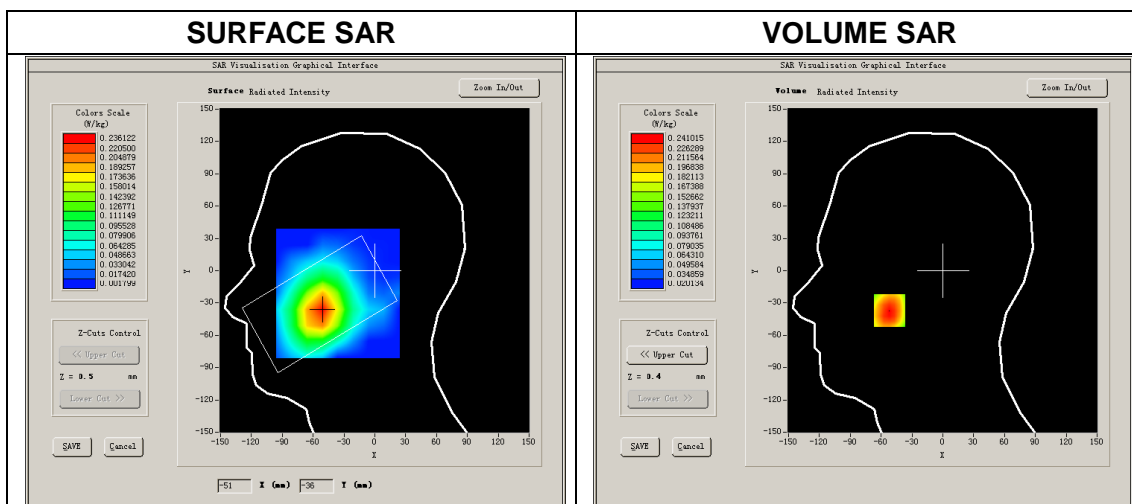 SURFACE SAR
VOLUME SAR
SAR Visualisation Graphical Interface
Surface Radiated Intensity
Zoom In/Out
Colors Scale
(W/kg)
0.236122
0.220500
0.204879
0.189257
0.173636
0.158014
0.142392
0.126771
0.111149
0.095528
0.079906
0.064285
0.048663
0.033042
0.017420
0.001799
150
120
90
60
30
0
-30
-60
-90
-120
-150
Y
-150 -120 -90 -60 -30 0 30 60 90 120 150
X
Z-Cuts Control
<< Upper Cut
Z = 0.5 mm
Lower Cut >>
SAVE Cancel
-51 X (mm) -36 Y (mm)
SAR Visualisation Graphical Interface
Volume Radiated Intensity
Zoom In/Out
Colors Scale
(W/kg)
0.241015
0.226289
0.211564
0.196838
0.182113
0.167388
0.152662
0.137937
0.123211
0.108486
0.093761
0.079035
0.064310
0.049584
0.034859
0.020134
150
120
90
60
30
0
-30
-60
-90
-120
-150
Y
-150 -120 -90 -60 -30 0 30 60 90 120 150
X
Z-Cuts Control
<< Upper Cut
Z = 0.4 mm
Lower Cut >>
SAVE Cancel